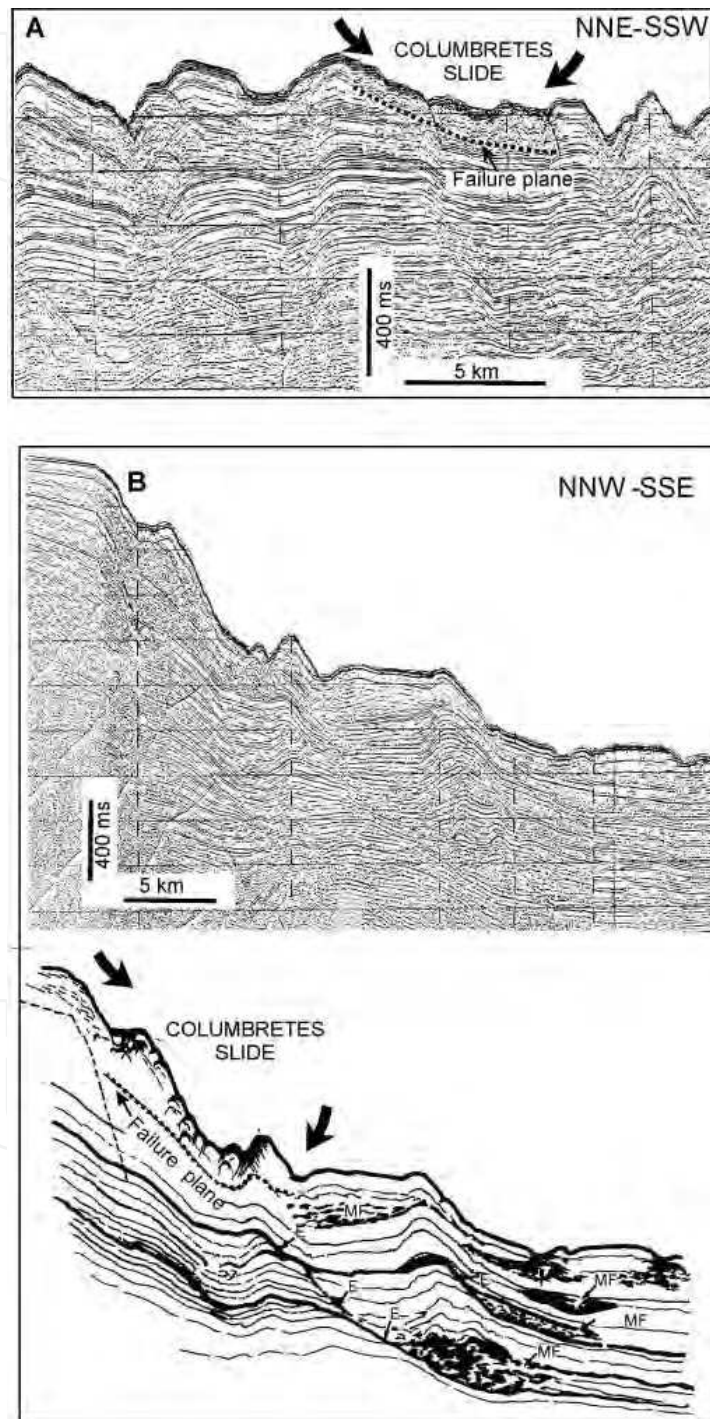 A
NNE-SSW
COLUMBRETES
SLIDE
Failure plane
400 ms
5 km
B
NNW-SSE
400 ms
5 km
COLUMBRETES
SLIDE
Failure plane
E
MF
E
E
MF
MF
E
MF